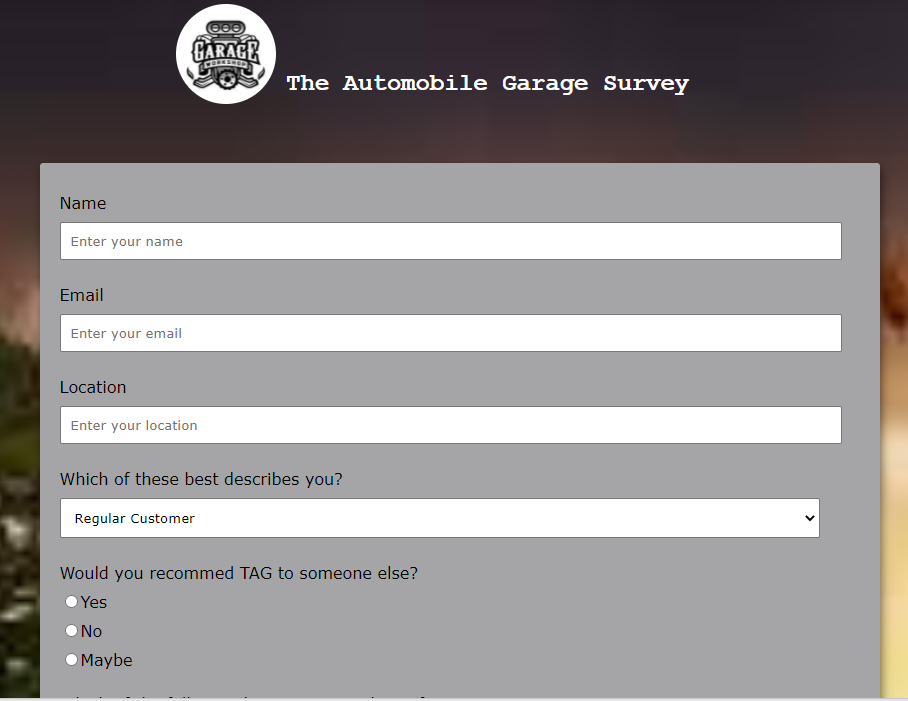 GARAGE
WORKSHOP
The Automobile Garage Survey
Name
Enter your name
Email
Enter your email
Location
Enter your location
Which of these best describes you?
Regular Customer
Would you recommed TAG to someone else?
Yes
No
Maybe